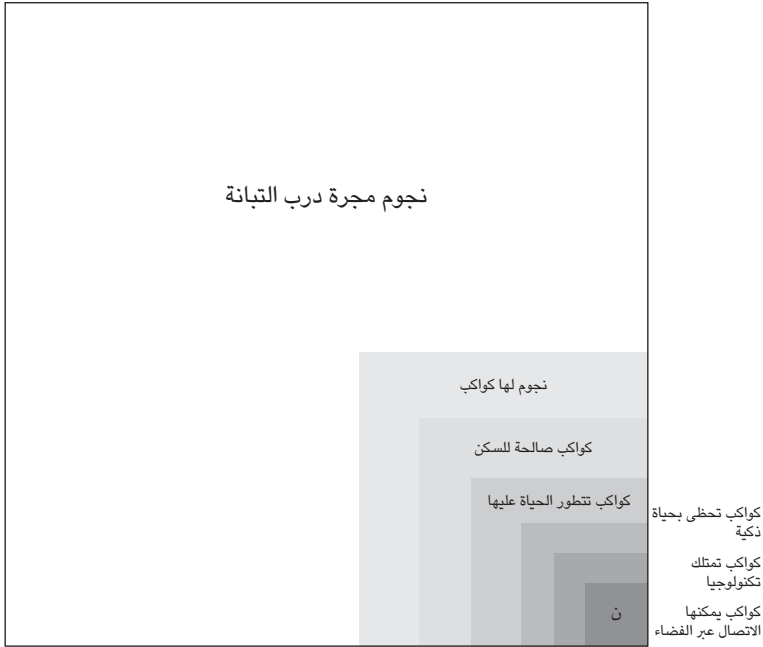 نجوم مجرة درب التبانة
نجوم لها كواكب
كواكب صالحة للسكن
كواكب تتطور الحياة عليها
كواكب تحظى بحياة
ذكية
كواكب تمتلك
تكنولوجيا
كواكب يمكنها
الاتصال عبر الفضاء
ن